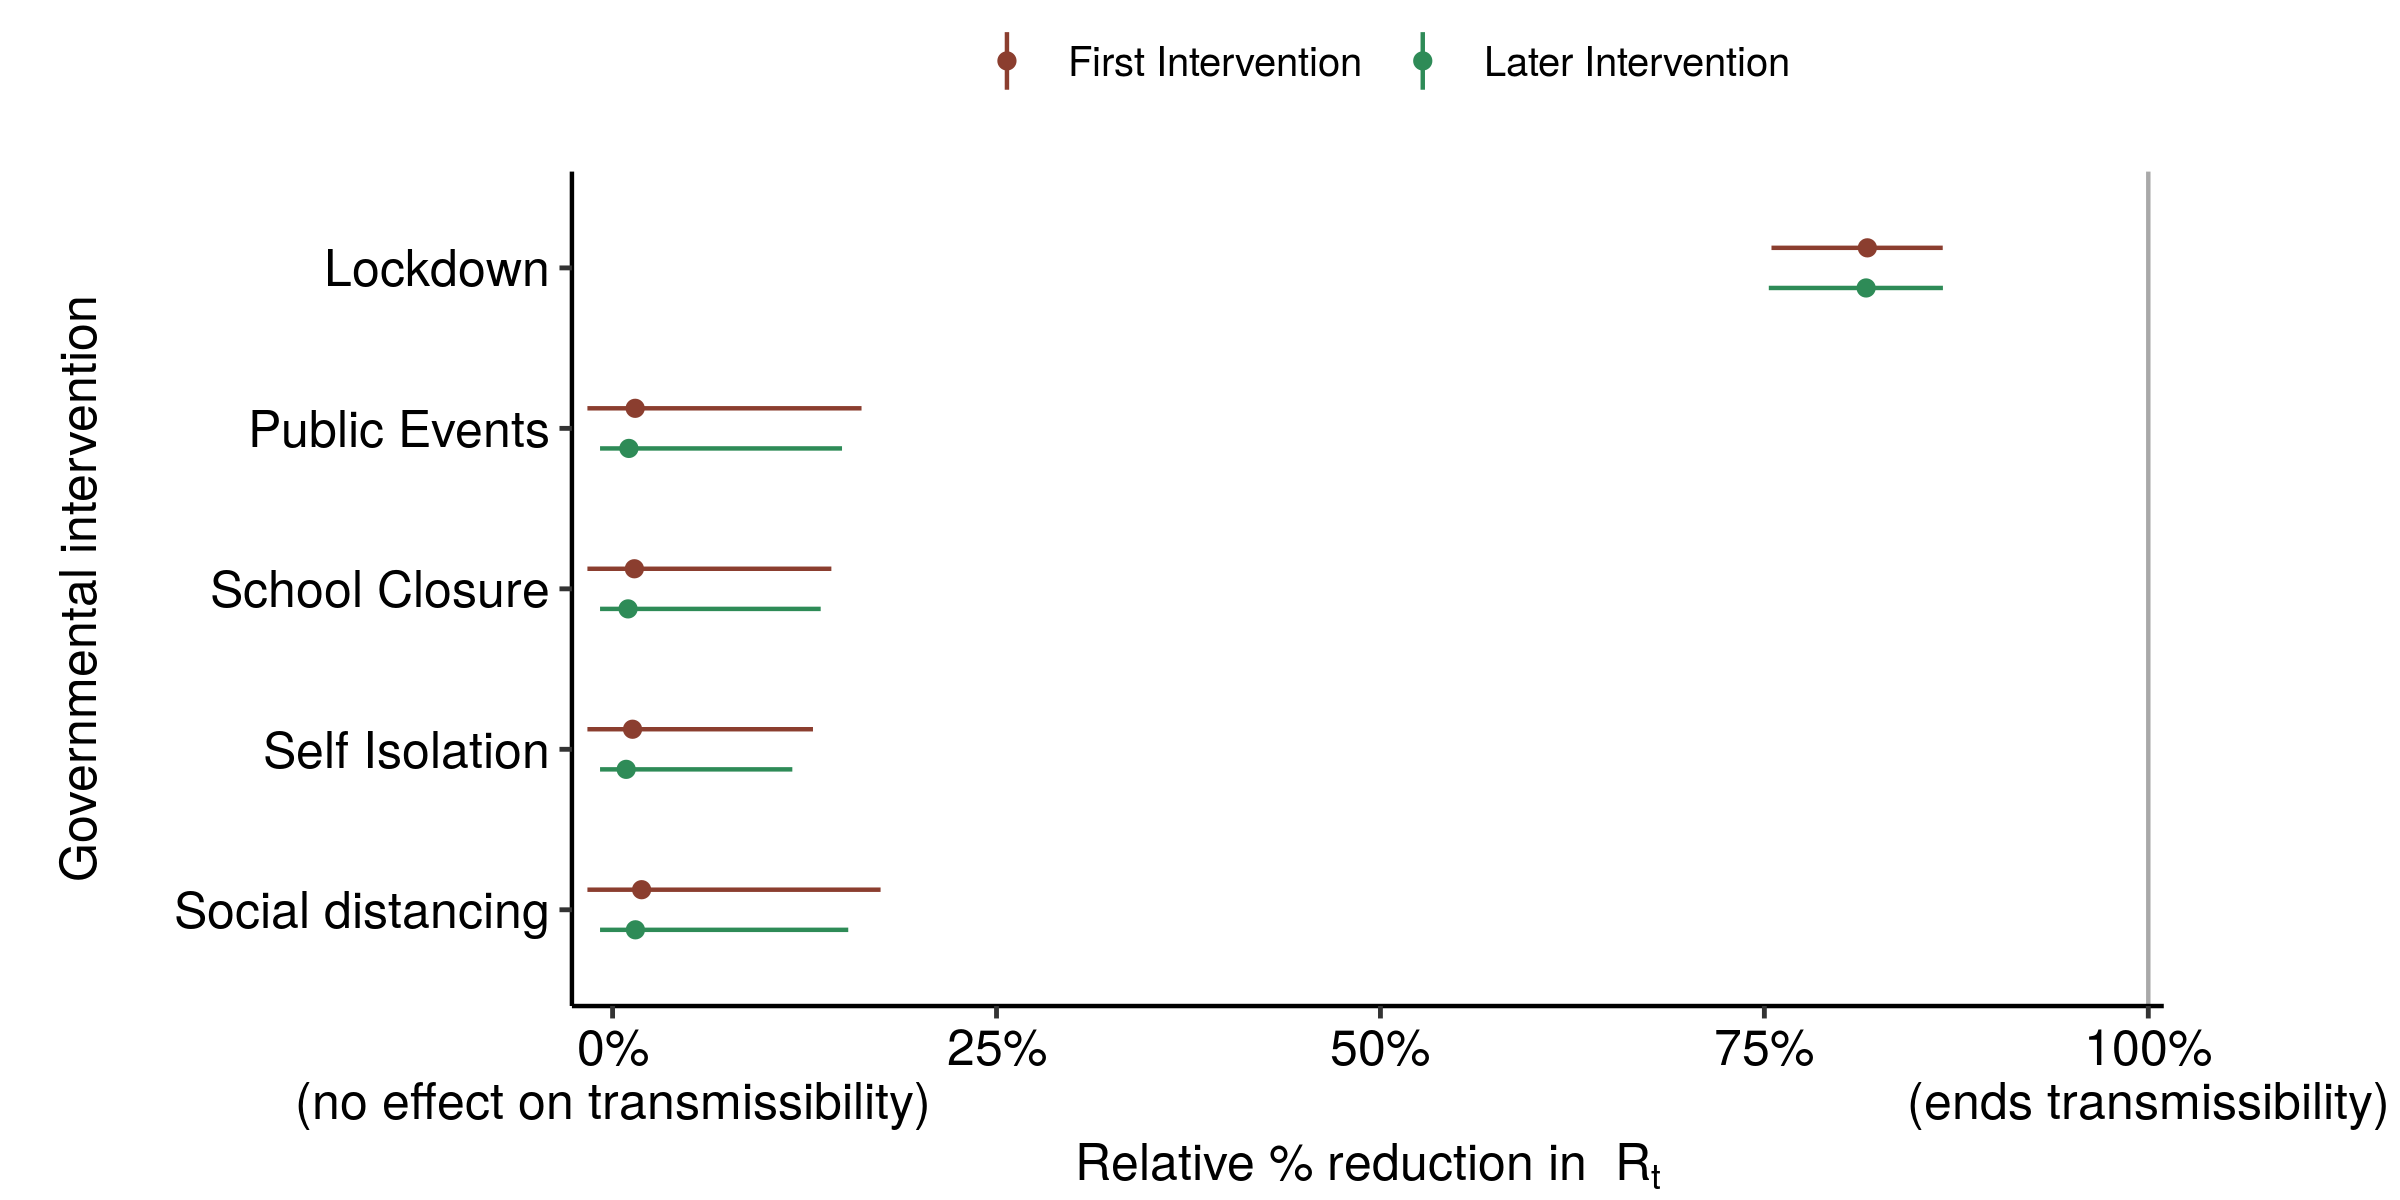 First Intervention Later Intervention
Governmental intervention
Lockdown
Public Events
School Closure
Self Isolation
Social distancing
0% 25% 50% 75% 100%
(no effect on transmissibility) (ends transmissibility)
Relative % reduction in Rt